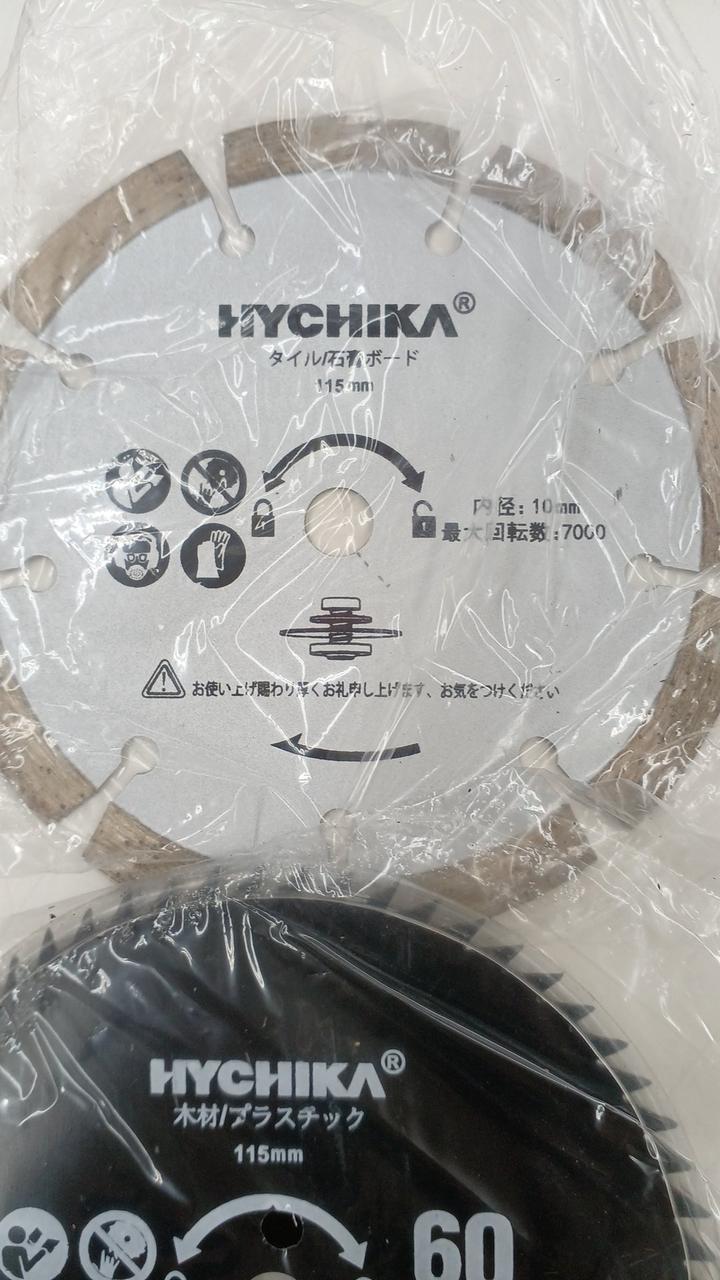 HYCHIKA®
タイル/石膏ボード
115mm
内径: 10mm
最大回転数:7000
お使い上げ賜わり厚くお礼申し上げます、お気をつけください
HYCHIKA®
木材/プラスチック
115mm
60